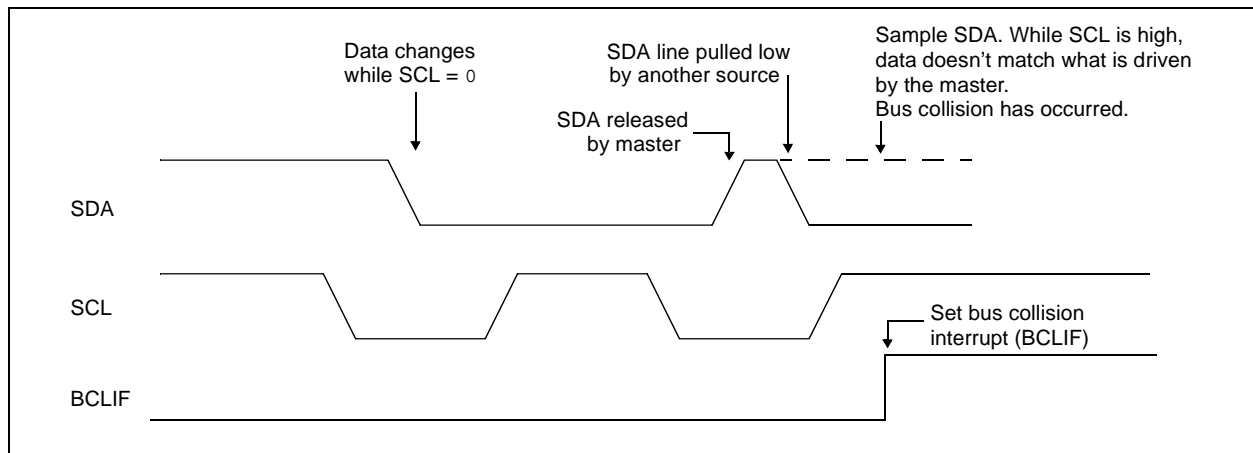 Data changes
while SCL = 0
SDA line pulled low
by another source
SDA released
by master
Sample SDA. While SCL is high,
data doesn't match what is driven
by the master.
Bus collision has occurred.
SDA
SCL
Set bus collision
interrupt (BCLIF)
BCLIF